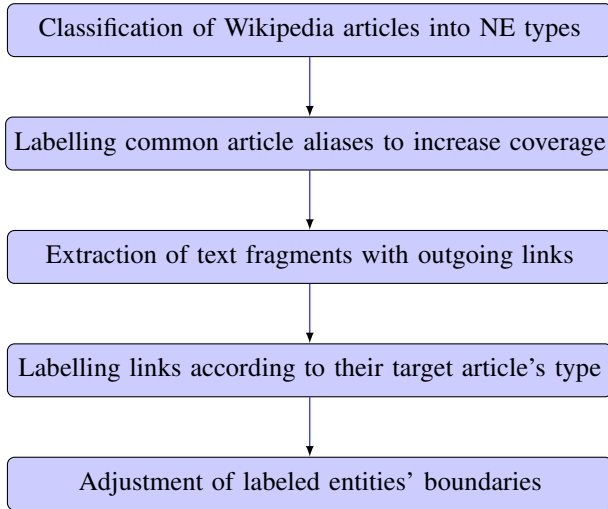 Classification of Wikipedia articles into NE types
Labelling common article aliases to increase coverage
Extraction of text fragments with outgoing links
Labelling links according to their target article's type
Adjustment of labeled entities' boundaries